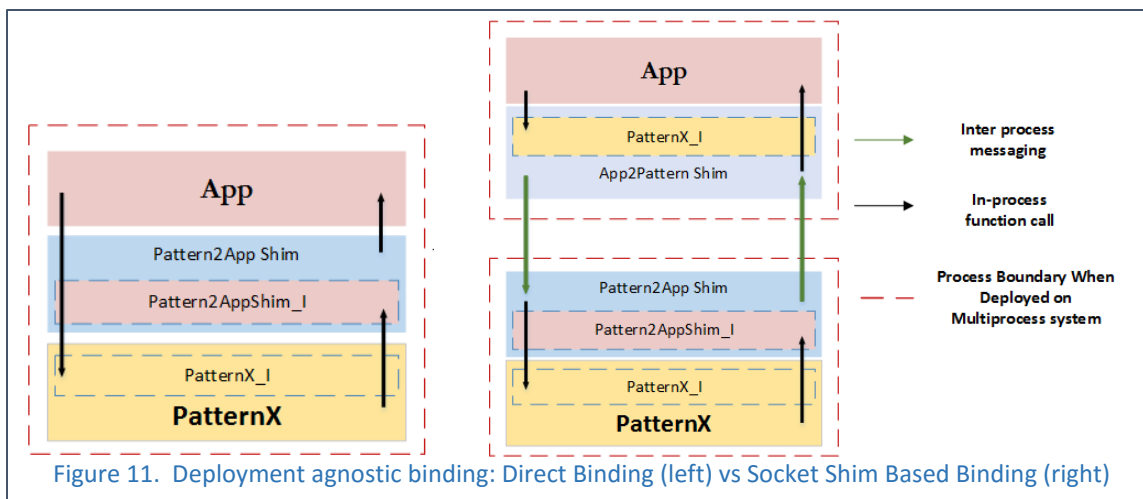 App
Pattern2App Shim
Pattern2AppShim_I
PatternX_I
PatternX
App
PatternX_I
App2Pattern Shim
Pattern2App Shim
Pattern2AppShim_I
PatternX_I
PatternX
Inter process
messaging
In-process
function call
Process Boundary When
Deployed on
Multiprocess system
Figure 11. Deployment agnostic binding: Direct Binding (left) vs Socket Shim Based Binding (right)